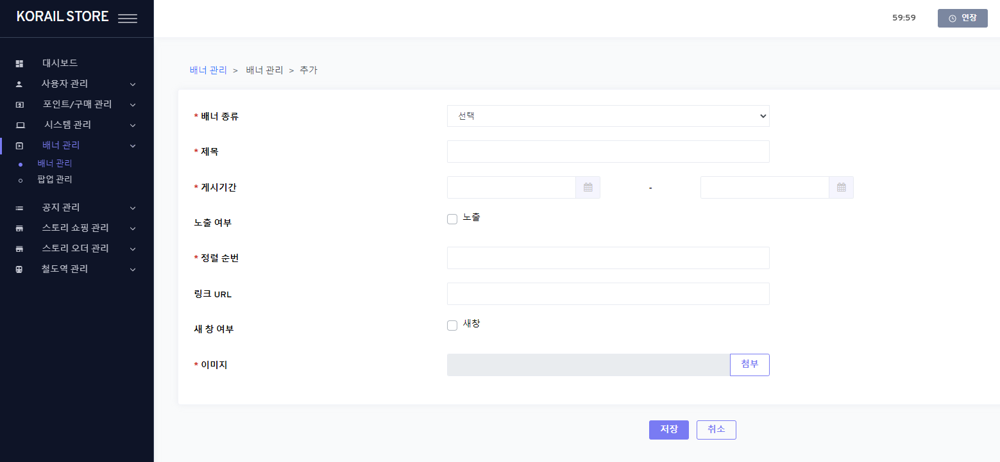 KORAIL STORE
59:59
연장
대시보드
사용자 관리
포인트/구매 관리
시스템 관리
배너 관리
배너 관리
팝업 관리
공지 관리
스토리 쇼핑 관리
스토리 오더 관리
철도역 관리
배너 관리 > 배너 관리 > 추가
* 배너 종류
선택
* 제목
* 게시기간
-
노출 여부
노출
* 정렬 순번
링크 URL
새 창 여부
새창
* 이미지
첨부
저장
취소